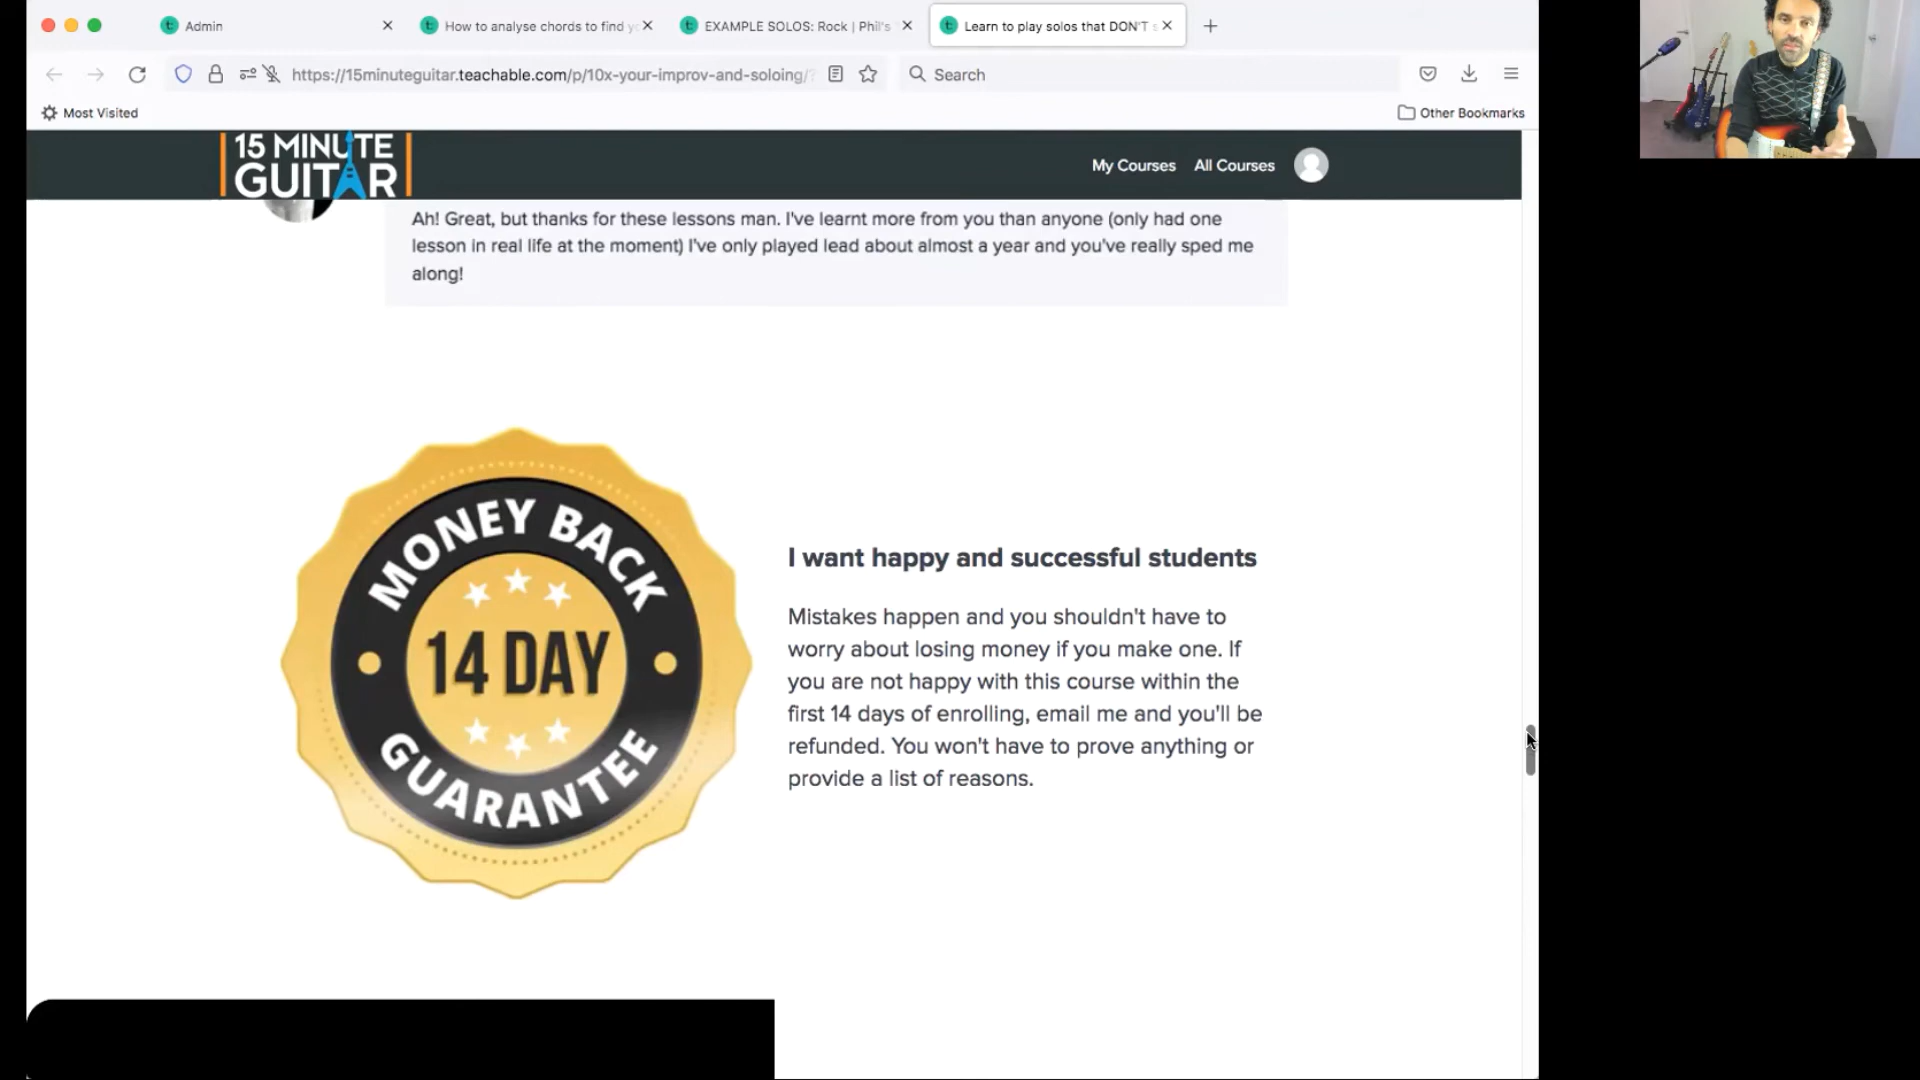 Admin
How to analyse chords to find
EXAMPLE SOLOS: Rock | Phil's
Learn to play solos that DON'T
https://15minuteguitar.teachable.com/p/10x-your-improv-and-soloing/
Search
Most Visited
Other Bookmarks
15 MINUTE
GUITAR
My Courses
All Courses
Ah! Great, but thanks for these lessons man. I've learnt more from you than anyone (only had one
lesson in real life at the moment) I've only played lead about almost a year and you've really sped me
along!
MONEY BACK
14 DAY
GUARANTEE
I want happy and successful students
Mistakes happen and you shouldn't have to
worry about losing money if you make one. If
you are not happy with this course within the
first 14 days of enrolling, email me and you'll be
refunded. You won't have to prove anything or
provide a list of reasons.